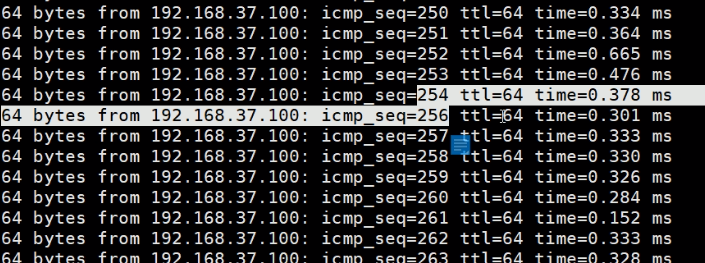 64 bytes from 192.168.37.100: icmp_seq=250 ttl=64 time=0.334 ms
64 bytes from 192.168.37.100: icmp_seq=251 ttl=64 time=0.364 ms
64 bytes from 192.168.37.100: icmp_seq=252 ttl=64 time=0.665 ms
64 bytes from 192.168.37.100: icmp_seq=253 ttl=64 time=0.476 ms
64 bytes from 192.168.37.100: icmp_seq=254 ttl=64 time=0.378 ms
64 bytes from 192.168.37.100: icmp_seq=256 ttl=64 time=0.301 ms
64 bytes from 192.168.37.100: icmp_seq=257 ttl=64 time=0.333 ms
64 bytes from 192.168.37.100: icmp_seq=258 ttl=64 time=0.330 ms
64 bytes from 192.168.37.100: icmp_seq=259 ttl=64 time=0.326 ms
64 bytes from 192.168.37.100: icmp_seq=260 ttl=64 time=0.284 ms
64 bytes from 192.168.37.100: icmp_seq=261 ttl=64 time=0.152 ms
64 bytes from 192.168.37.100: icmp_seq=262 ttl=64 time=0.333 ms
64 bytes from 192.168.37.100: icmp_seq=263 ttl=64 time=0.328 ms